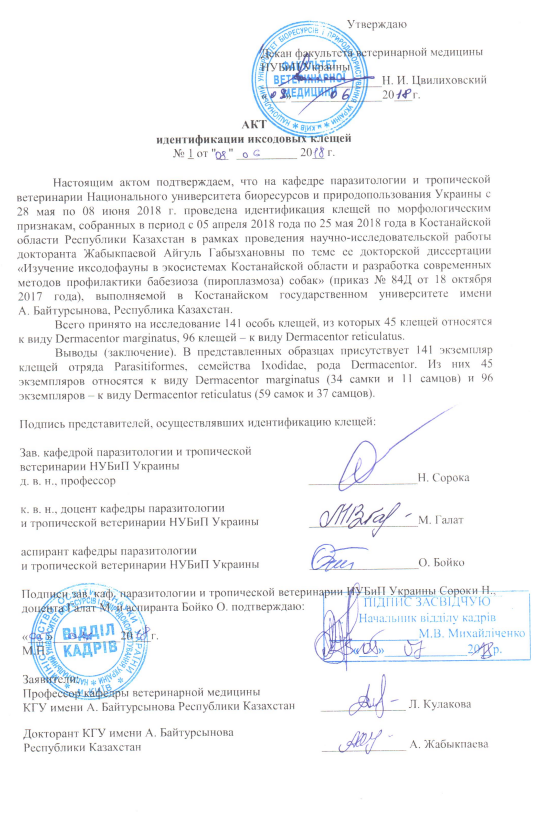 Утверждаю
Декан факультета ветеринарной медицины
НУБиП Украины
Н. И. Цвилиховский
« » 06 2018 г.
ФАКУЛЬТЕТ
ВЕТЕРИНАРНОЇ
МЕДИЦИНИ
АКТ
идентификации иксодовых клещей
№ 1 от "08" 06 2018 г.
Настоящим актом подтверждаем, что на кафедре паразитологии и тропической
ветеринарии Национального университета биоресурсов и природопользования Украины с
28 мая по 08 июня 2018 г. проведена идентификация клещей по морфологическим
признакам, собранных в период с 05 апреля 2018 года по 25 мая 2018 года в Костанайской
области Республики Казахстан в рамках проведения научно-исследовательской работы
докторанта Жабыкпаевой Айгуль Габызхановны по теме ее докторской диссертации
«Изучение иксодофауны в экосистемах Костанайской области и разработка современных
методов профилактики бабезиоза (пироплазмоза) собак» (приказ № 84Д от 18 октября
2017 года), выполняемой в Костанайском государственном университете имени
А. Байтурсынова, Республика Казахстан.
Всего принято на исследование 141 особь клещей, из которых 45 клещей относятся
к виду Dermacentor marginatus, 96 клещей – к виду Dermacentor reticulatus.
Выводы (заключение). В представленных образцах присутствует 141 экземпляр
клещей отряда Parasitiformes, семейства Ixodidae, рода Dermacentor. Из них 45
экземпляров относятся к виду Dermacentor marginatus (34 самки и 11 самцов) и 96
экземпляров – к виду Dermacentor reticulatus (59 самок и 37 самцов).
Подпись представителей, осуществлявших идентификацию клещей:
Зав. кафедрой паразитологии и тропической
ветеринарии НУБиП Украины
д. в. н., профессор Н. Сорока
к. в. н., доцент кафедры паразитологии
и тропической ветеринарии НУБиП Украины М. Галат
аспирант кафедры паразитологии
и тропической ветеринарии НУБиП Украины О. Бойко
Подписи зав. каф. паразитологии и тропической ветеринарии НУБиП Украины Сороки Н.,
доцента Галат М. и аспиранта Бойко О. подтверждаю:
ПІДПИС ЗАСВІДЧУЮ
Начальник відділу кадрів
М.В. Михайліченко
2018р.
2018 г.
М.П.
ВІДДІЛ
КАДРІВ
Заявители:
Профессор кафедры ветеринарной медицины
КГУ имени А. Байтурсынова Республики Казахстан Л. Кулакова
Докторант КГУ имени А. Байтурсынова
Республики Казахстан А. Жабыкпаева